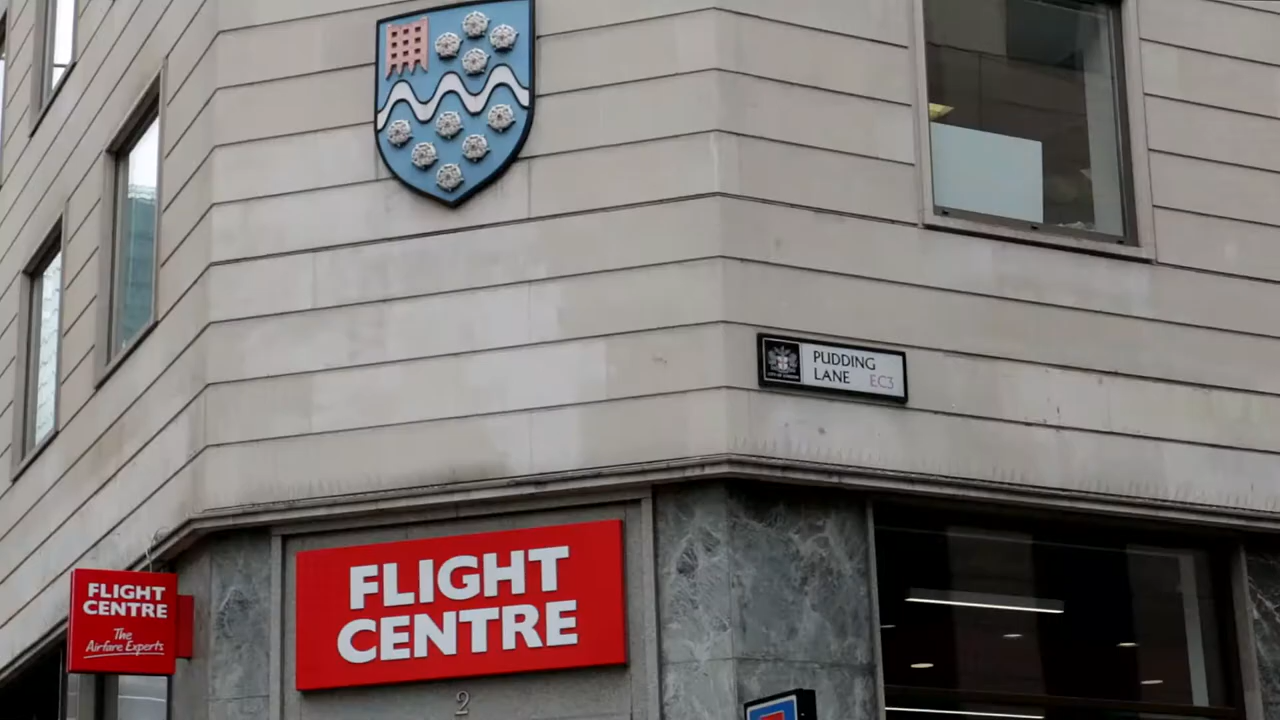 PUDDING
LANE EC3
FLIGHT
CENTRE
FLIGHT
CENTRE
The
Airfare Experts
2